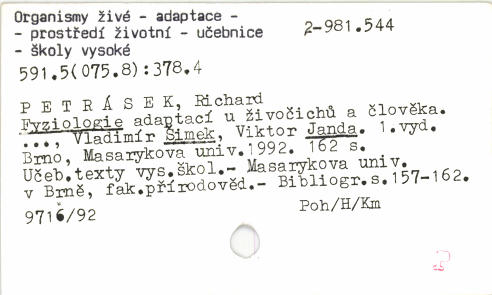 Organismy živé - adaptace -
- prostředí životní - učebnice
- školy vysoké
2-981.544
591.5(075.8):378.4
P E T R Á S E K, Richard
Fyziologie adaptací u živočichů a člověka.
..., Vladimír Šimek, Viktor Janda. 1.vyd.
Brno, Masarykova univ.1992. 162 s.
Učeb.texty vys.škol.- Masarykova univ.
v Brně, fak.přírodověd.- Bibliogr.s.157-162.
9716/92
Poh/H/Km